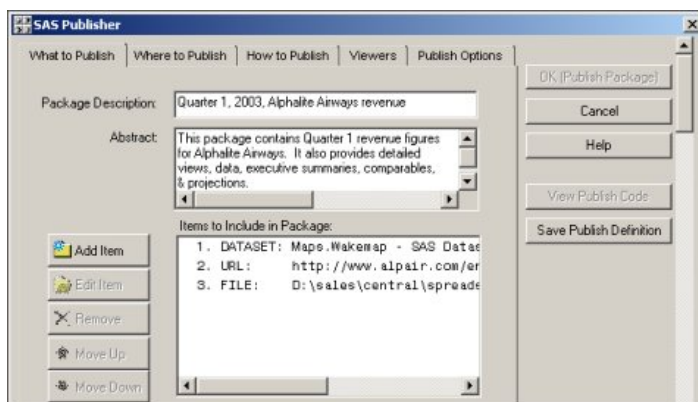 SAS Publisher
What to Publish
Where to Publish
How to Publish
Viewers
Publish Options
Package Description:
Quarter 1, 2003, Alphalite Airways revenue
Abstract:
This package contains Quarter 1 revenue figures
for Alphalite Airways. It also provides detailed
views, data, executive summaries, comparables,
& projections.
Items to Include in Package:
1. DATASET: Maps.Wakemap - SAS Datas
2. URL: http://www.alpair.com/er
3. FILE: D:\sales\central\spreade
Add Item
Edit Item
Remove
Move Up
Move Down
OK (Publish Package)
Cancel
Help
View Publish Code
Save Publish Definition